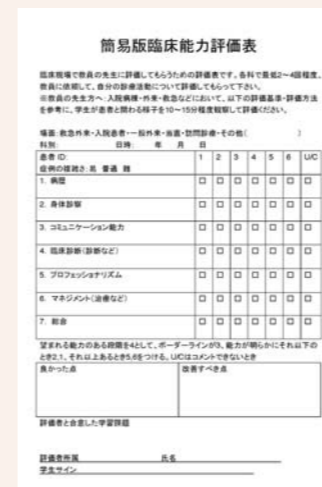 簡易版臨床能力評価表
臨床現場で教員の先生に評価してもらうための評価表です。各科で最低2~4回程度、
教員に依頼して、自分の診療活動について評価してもらって下さい。
※教員の先生方へ:入院病棟・外来・救急などにおいて、以下の評価基準・評価方法
を参考に、学生が患者と関わる様子を10~15分程度観察して評価ください。
場面:救急外来・入院患者・一般外来・当直・訪問診療・その他( )
科別: 日時: 年 月 日
患者ID: 1 2 3 4 5 6 U/C
症例の複雑さ:易 普通 難
1. 病歴 □ □ □ □ □ □ □
2. 身体診察 □ □ □ □ □ □ □
3. コミュニケーション能力 □ □ □ □ □ □ □
4. 臨床診断(診断など) □ □ □ □ □ □ □
5. プロフェッショナリズム □ □ □ □ □ □ □
6. マネジメント(治療など) □ □ □ □ □ □ □
7. 総合 □ □ □ □ □ □ □
望まれる能力のある段階を4として、ボーダーラインが3、能力が明らかにそれ以下の
とき2,1、それ以上あるとき5,6をつける。U/Cはコメントできないとき
良かった点 改善すべき点
評価者と合意した学習課題
評価者所属 氏名
学生サイン